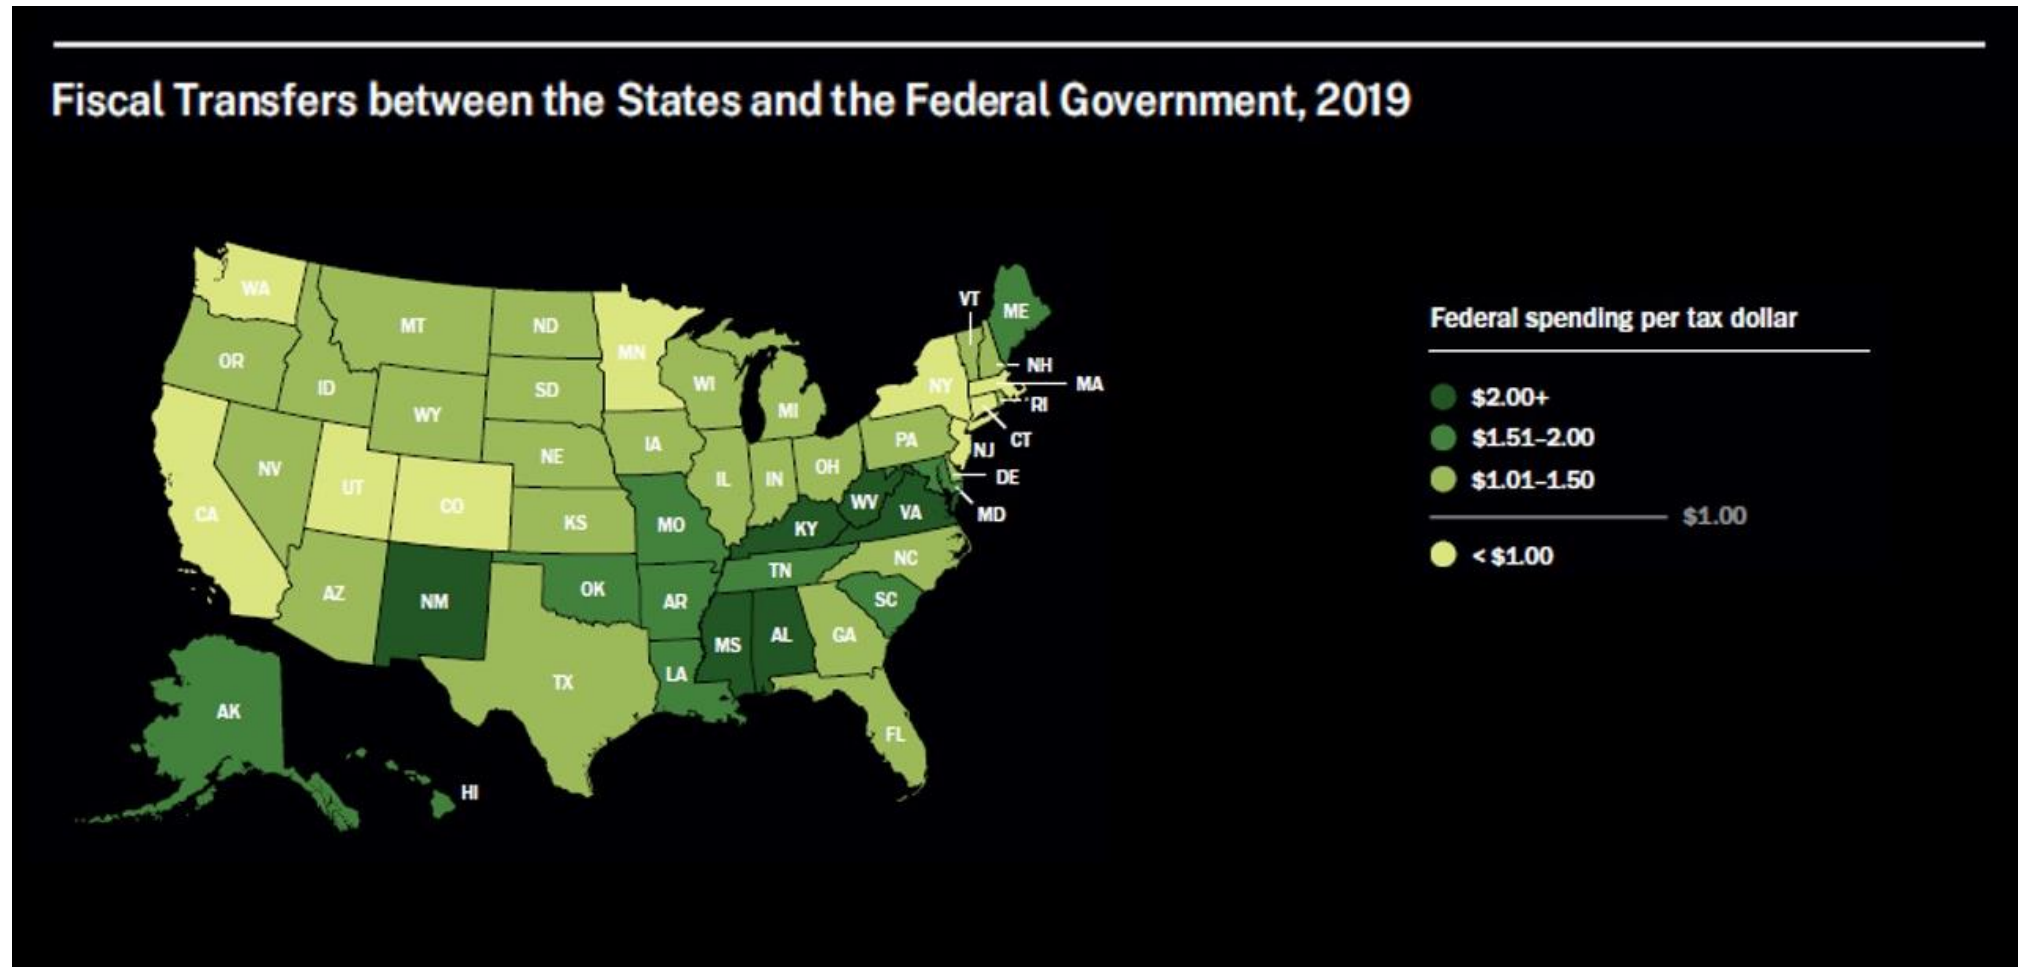 Fiscal Transfers between the States and the Federal Government, 2019
WA
MT
ND
MN
VT
ME
OR
ID
SD
WI
NH
MA
WY
MI
NY
RI
IA
NE
PA
CT
NJ
NV
UT
CO
IL
IN
OH
DE
CA
KS
MO
WV
VA
MD
KY
AZ
NM
OK
AR
TN
NC
SC
MS
AL
GA
TX
LA
AK
FL
HI
Federal spending per tax dollar
$2.00+
$1.51–2.00
$1.01–1.50
$1.00
< $1.00